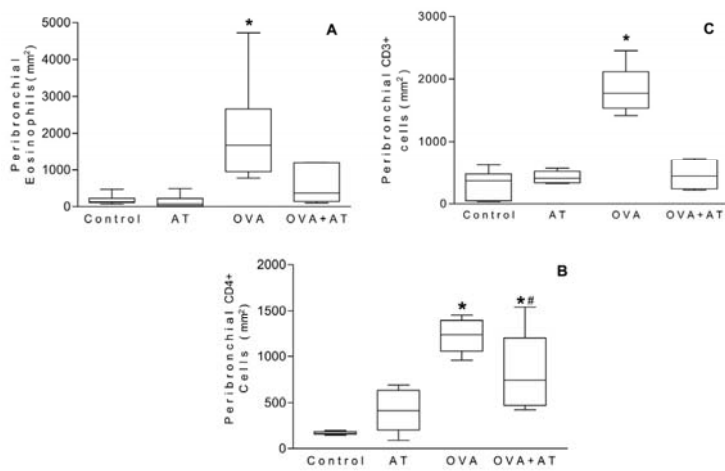 A
Peribronchial
Eosinophils(mm²)
5000
4000
3000
2000
1000
0
*
Control AT OVA OVA+AT
C
Peribronchial CD3+
cells (mm²)
3000
2000
1000
0
*
Control AT OVA OVA+AT
B
Peribronchial CD4+
Cells (mm²)
2000
1500
1000
500
0
*
*#
Control AT OVA OVA+AT